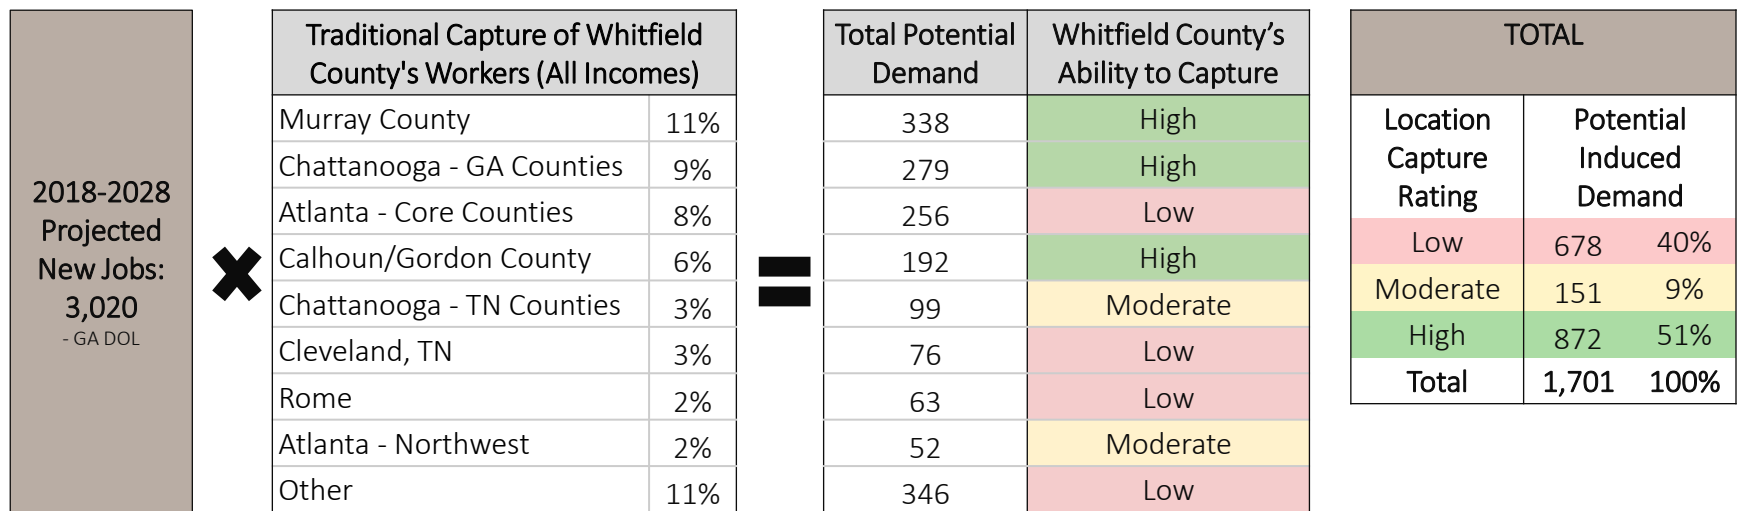 2018-2028
Projected
New Jobs:
3,020
- GA DOL
Traditional Capture of Whitfield
County's Workers (All Incomes)
Murray County 11%
Chattanooga - GA Counties 9%
Atlanta - Core Counties 8%
Calhoun/Gordon County 6%
Chattanooga - TN Counties 3%
Cleveland, TN 3%
Rome 2%
Atlanta - Northwest 2%
Other 11%
Total Potential
Demand
Whitfield County’s
Ability to Capture
338 High
279 High
256 Low
192 High
99 Moderate
76 Low
63 Low
52 Moderate
346 Low
TOTAL
Location
Capture
Rating
Potential
Induced
Demand
Low 678 40%
Moderate 151 9%
High 872 51%
Total 1,701 100%